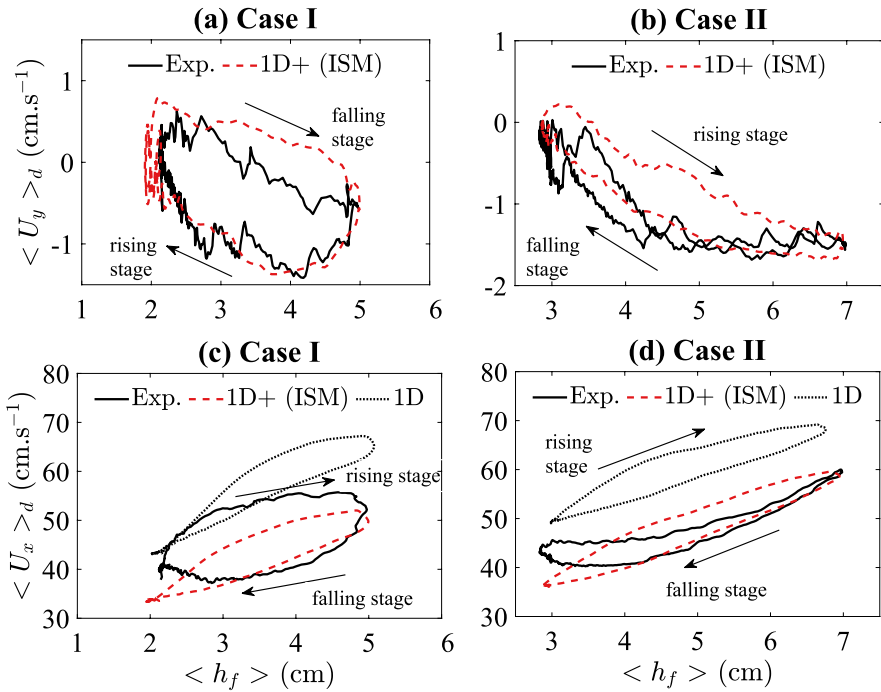 (a) Case I
(b) Case II
Exp. 1D+ (ISM)
falling
stage
rising
stage
< U_y >_d (cm.s⁻¹)
1
0
-1
1 2 3 4 5 6
Exp. 1D+ (ISM)
rising stage
falling
stage
1
0
-1
-2
3 4 5 6 7
(c) Case I
(d) Case II
Exp. 1D+ (ISM) 1D
rising stage
falling stage
< U_x >_d (cm.s⁻¹)
80
70
60
50
40
30
1 2 3 4 5 6
< h_f > (cm)
Exp. 1D+ (ISM) 1D
rising
stage
falling stage
80
70
60
50
40
30
3 4 5 6 7
< h_f > (cm)